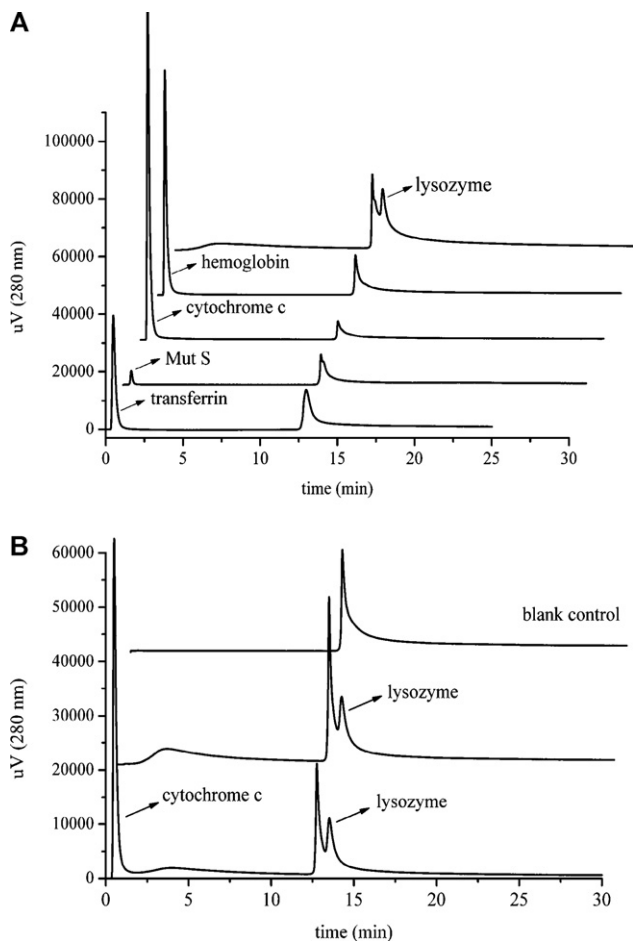 A
100000
80000
60000
40000
20000
0
uV (280 nm)
lysozyme
hemoglobin
cytochrome c
Mut S
transferrin
0 5 10 15 20 25 30
time (min)
B
60000
50000
40000
30000
20000
10000
0
uV (280 nm)
blank control
lysozyme
cytochrome c
lysozyme
0 5 10 15 20 25 30
time (min)